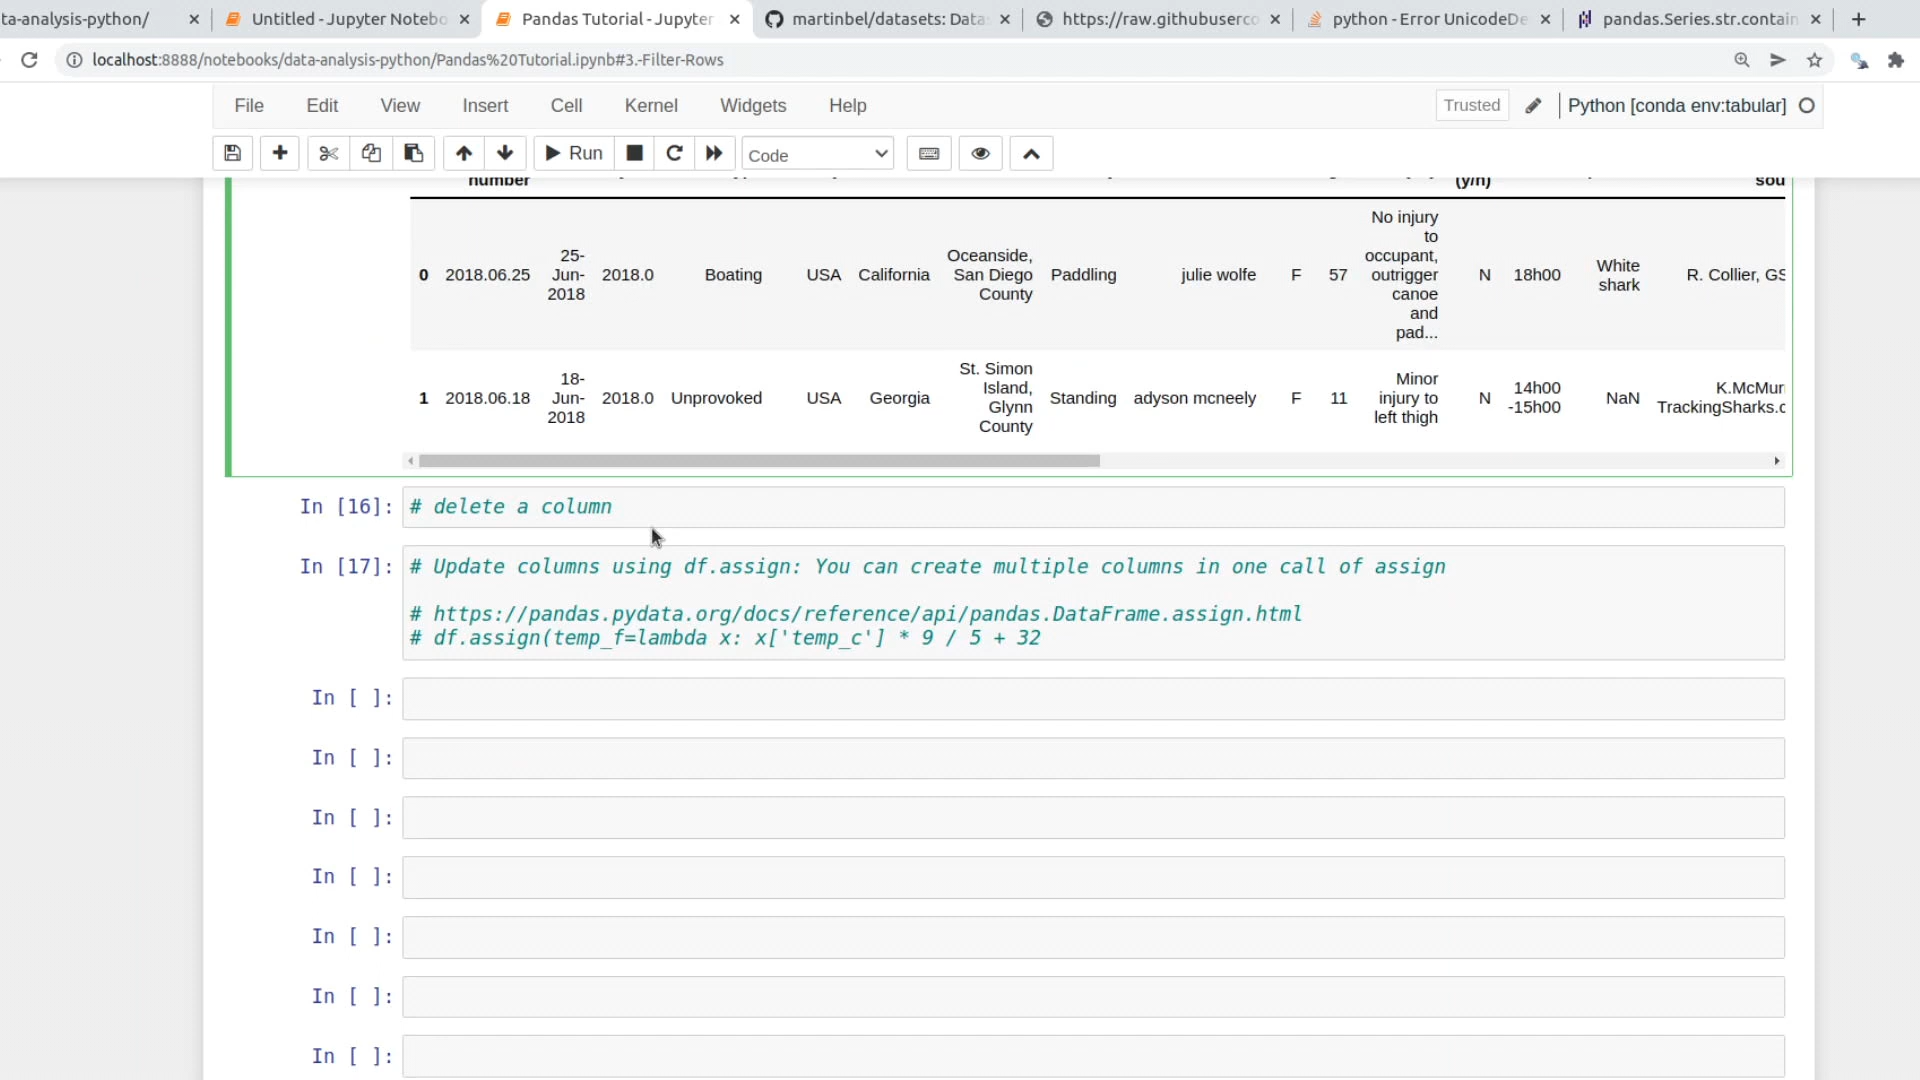 ta-analysis-python/
Untitled - Jupyter Notebo
Pandas Tutorial - Jupyter
martinbel/datasets: Data
https://raw.githubuserco
python - Error UnicodeDe
pandas.Series.str.contain
localhost:8888/notebooks/data-analysis-python/Pandas%20Tutorial.ipynb#3.-Filter-Rows
File Edit View Insert Cell Kernel Widgets Help
Trusted
Python [conda env:tabular]
Run
Code
number (y/n) sou
0 2018.06.25 25-
Jun-
2018 2018.0 Boating USA California Oceanside,
San Diego
County Paddling julie wolfe F 57 No injury
to
occupant,
outrigger
canoe
and
pad... N 18h00 White
shark R. Collier, GS
1 2018.06.18 18-
Jun-
2018 2018.0 Unprovoked USA Georgia St. Simon
Island,
Glynn
County Standing adyson mcneely F 11 Minor
injury to
left thigh N 14h00
-15h00 NaN K.McMur
TrackingSharks.c
In [16]: # delete a column
In [17]: # Update columns using df.assign: You can create multiple columns in one call of assign
# https://pandas.pydata.org/docs/reference/api/pandas.DataFrame.assign.html
# df.assign(temp_f=lambda x: x['temp_c'] * 9 / 5 + 32
In [ ]:
In [ ]:
In [ ]:
In [ ]:
In [ ]:
In [ ]:
In [ ]: